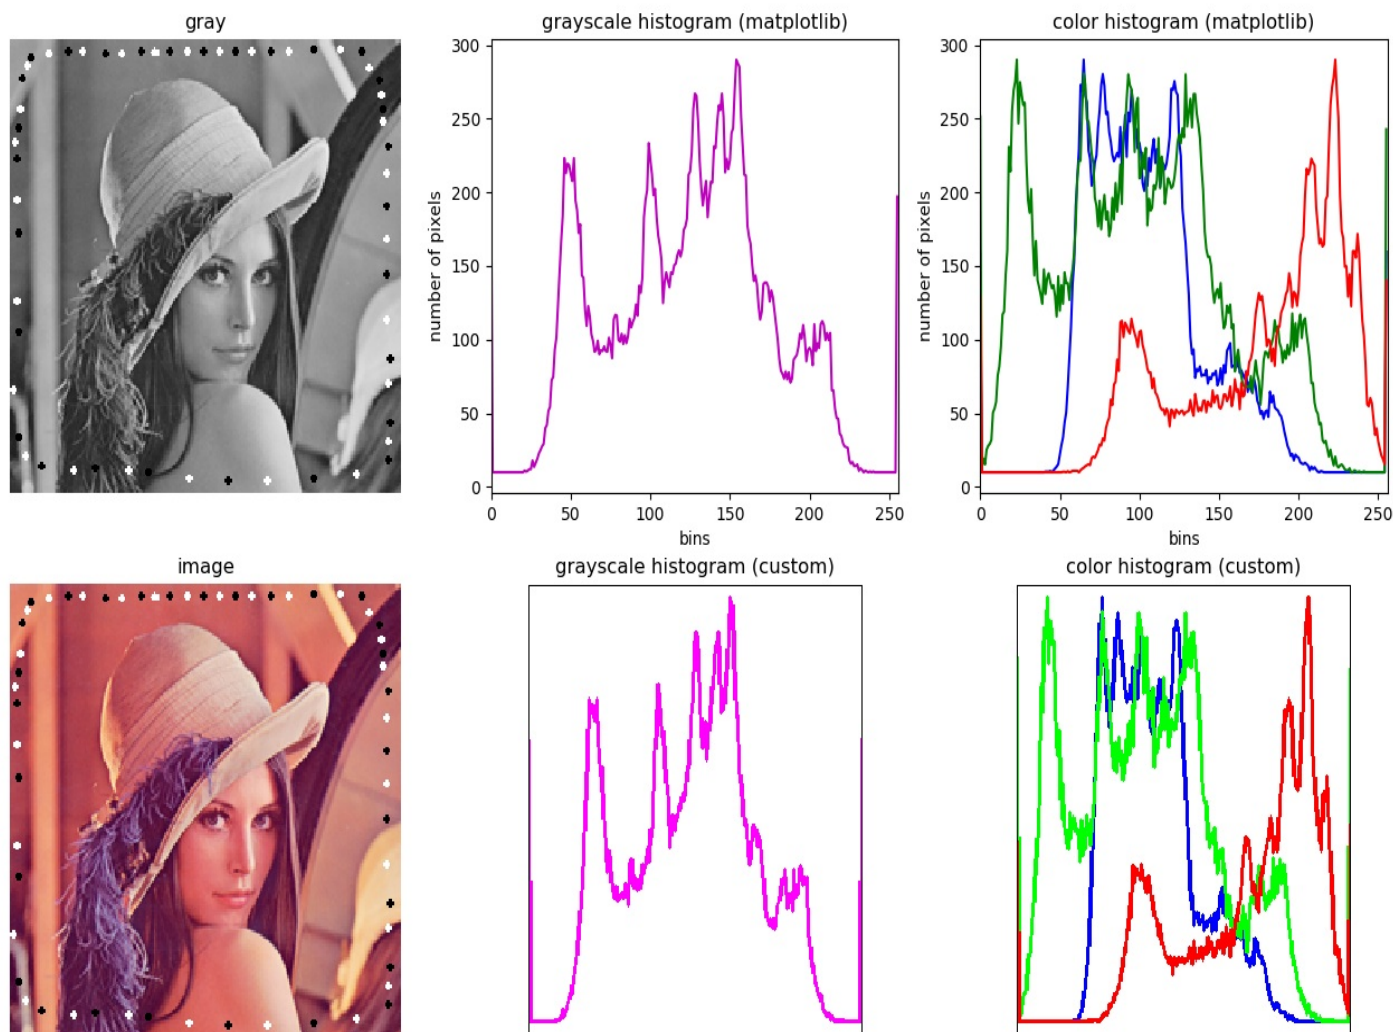 gray
grayscale histogram (matplotlib)
color histogram (matplotlib)
300
250
200
150
100
50
0
number of pixels
0 50 100 150 200 250
bins
300
250
200
150
100
50
0
number of pixels
0 50 100 150 200 250
bins
image
grayscale histogram (custom)
color histogram (custom)